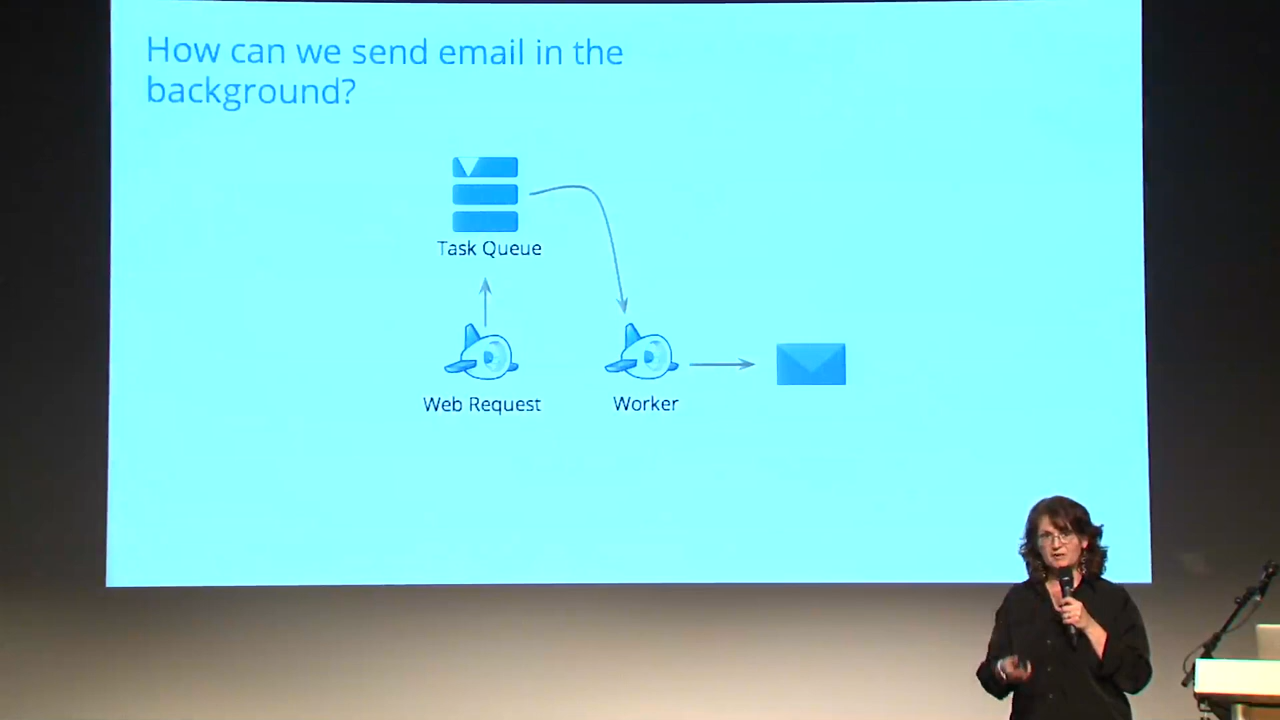 How can we send email in the
background?
Task Queue
Web Request
Worker